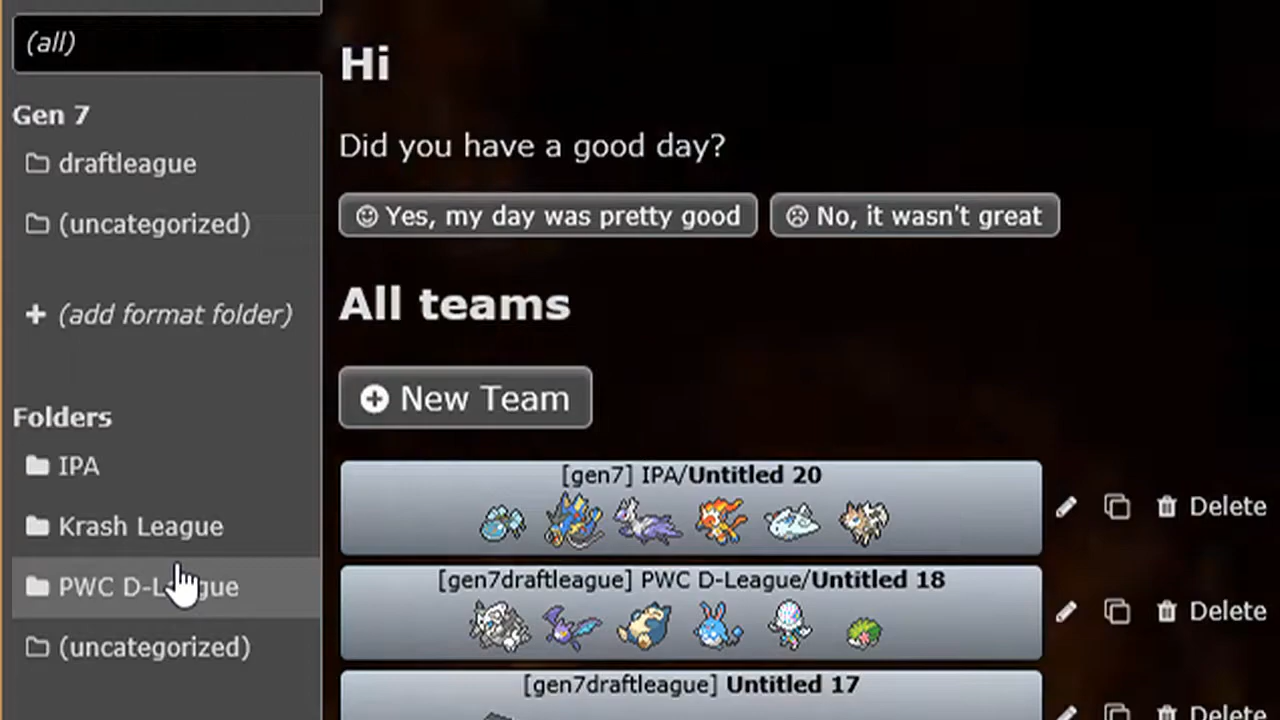 (all)
Gen 7
draftleague
(uncategorized)
(add format folder)
Folders
IPA
Krash League
PWC D-League
(uncategorized)
Hi
Did you have a good day?
Yes, my day was pretty good
No, it wasn't great
All teams
New Team
[gen7] IPA/Untitled 20
Delete
[gen7draftleague] PWC D-League/Untitled 18
Delete
[gen7draftleague] Untitled 17
Delete